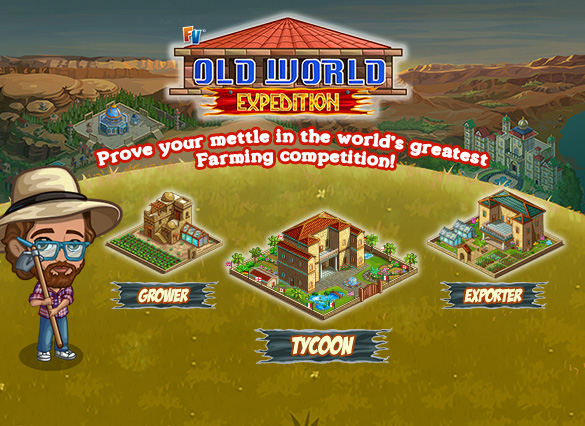 FV
OLD WORLD
EXPEDITION
Prove your mettle in the world's greatest
Farming competition!
GROWER
TYCOON
EXPORTER